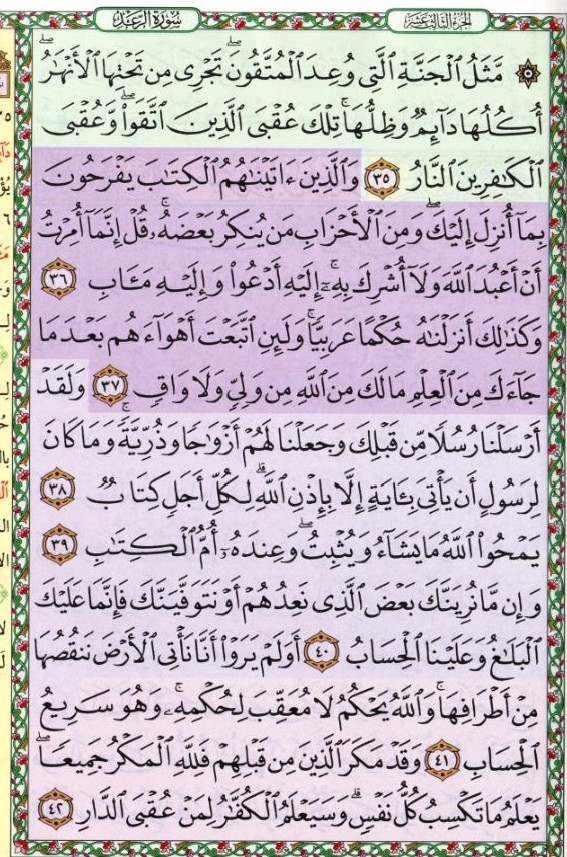 سُورَةُ الرَّعْدِ
الجزء الثالث عشر
۞ مَّثَلُ ٱلْجَنَّةِ ٱلَّتِى وُعِدَ ٱلْمُتَّقُونَ ۖ تَجْرِى مِن تَحْتِهَا ٱلْأَنْهَٰرُ ۖ
أُكُلُهَا دَآئِمٌ وَظِلُّهَا ۚ تِلْكَ عُقْبَى ٱلَّذِينَ ٱتَّقَوا۟ ۖ وَّعُقْبَى
ٱلْكَٰفِرِينَ ٱلنَّارُ ٣٥ وَٱلَّذِينَ ءَاتَيْنَٰهُمُ ٱلْكِتَٰبَ يَفْرَحُونَ
بِمَآ أُنزِلَ إِلَيْكَ ۖ وَمِنَ ٱلْأَحْزَابِ مَن يُنكِرُ بَعْضَهُۥ ۚ قُلْ إِنَّمَآ أُمِرْتُ
أَنْ أَعْبُدَ ٱللَّهَ وَلَآ أُشْرِكَ بِهِۦٓ ۚ إِلَيْهِ أَدْعُوا۟ وَإِلَيْهِ مَـَٔابِ ٣٦
وَكَذَٰلِكَ أَنزَلْنَٰهُ حُكْمًا عَرَبِيًّا ۚ وَلَئِنِ ٱتَّبَعْتَ أَهْوَآءَهُم بَعْدَمَا
جَآءَكَ مِنَ ٱلْعِلْمِ مَالَكَ مِنَ ٱللَّهِ مِن وَلِىٍّ وَلَا وَاقٍ ٣٧ وَلَقَدْ
أَرْسَلْنَا رُسُلًا مِّن قَبْلِكَ وَجَعَلْنَا لَهُمْ أَزْوَٰجًا وَذُرِّيَّةً ۚ وَمَا كَانَ
لِرَسُولٍ أَن يَأْتِىَ بِـَٔايَةٍ إِلَّا بِإِذْنِ ٱللَّهِ ۗ لِكُلِّ أَجَلٍ كِتَابٌ ٣٨
يَمْحُوا۟ ٱللَّهُ مَا يَشَآءُ وَيُثْبِتُ ۖ وَعِندَهُۥٓ أُمُّ ٱلْكِتَٰبِ ٣٩
وَإِن مَّا نُرِيَنَّكَ بَعْضَ ٱلَّذِى نَعِدُهُمْ أَوْ نَتَوَفَّيَنَّكَ فَإِنَّمَا عَلَيْكَ
ٱلْبَلَٰغُ وَعَلَيْنَا ٱلْحِسَابُ ٤٠ أَوَلَمْ يَرَوْا۟ أَنَّا نَأْتِى ٱلْأَرْضَ نَنقُصُهَا
مِنْ أَطْرَافِهَا ۚ وَٱللَّهُ يَحْكُمُ لَا مُعَقِّبَ لِحُكْمِهِۦ ۚ وَهُوَ سَرِيعُ
ٱلْحِسَابِ ٤١ وَقَدْ مَكَرَ ٱلَّذِينَ مِن قَبْلِهِمْ فَلِلَّهِ ٱلْمَكْرُ جَمِيعًا ۖ
يَعْلَمُ مَا تَكْسِبُ كُلُّ نَفْسٍ ۗ وَسَيَعْلَمُ ٱلْكُفَّٰرُ لِمَنْ عُقْبَى ٱلدَّارِ ٤٢